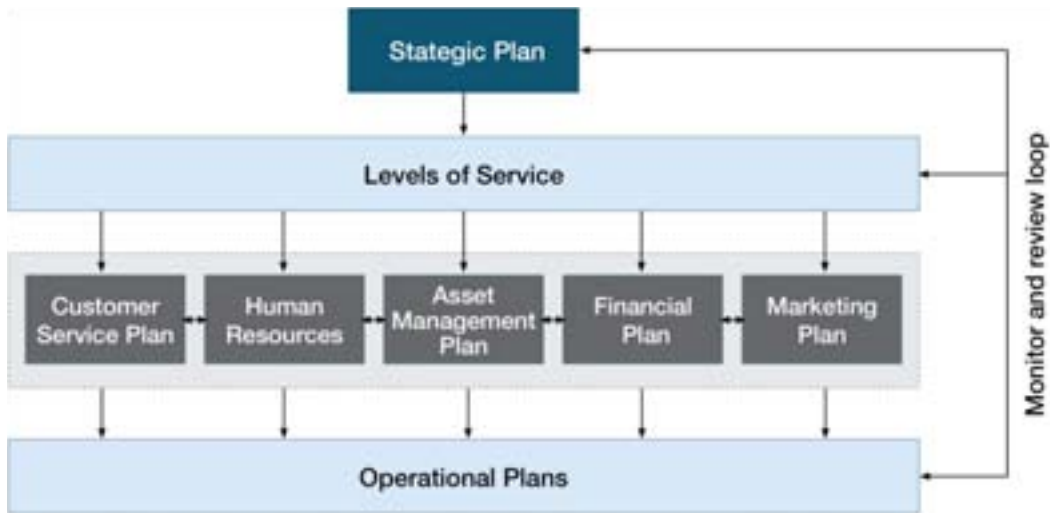 Stategic Plan
Levels of Service
Customer
Service Plan
Human
Resources
Asset
Management
Plan
Financial
Plan
Marketing
Plan
Operational Plans
Monitor and review loop